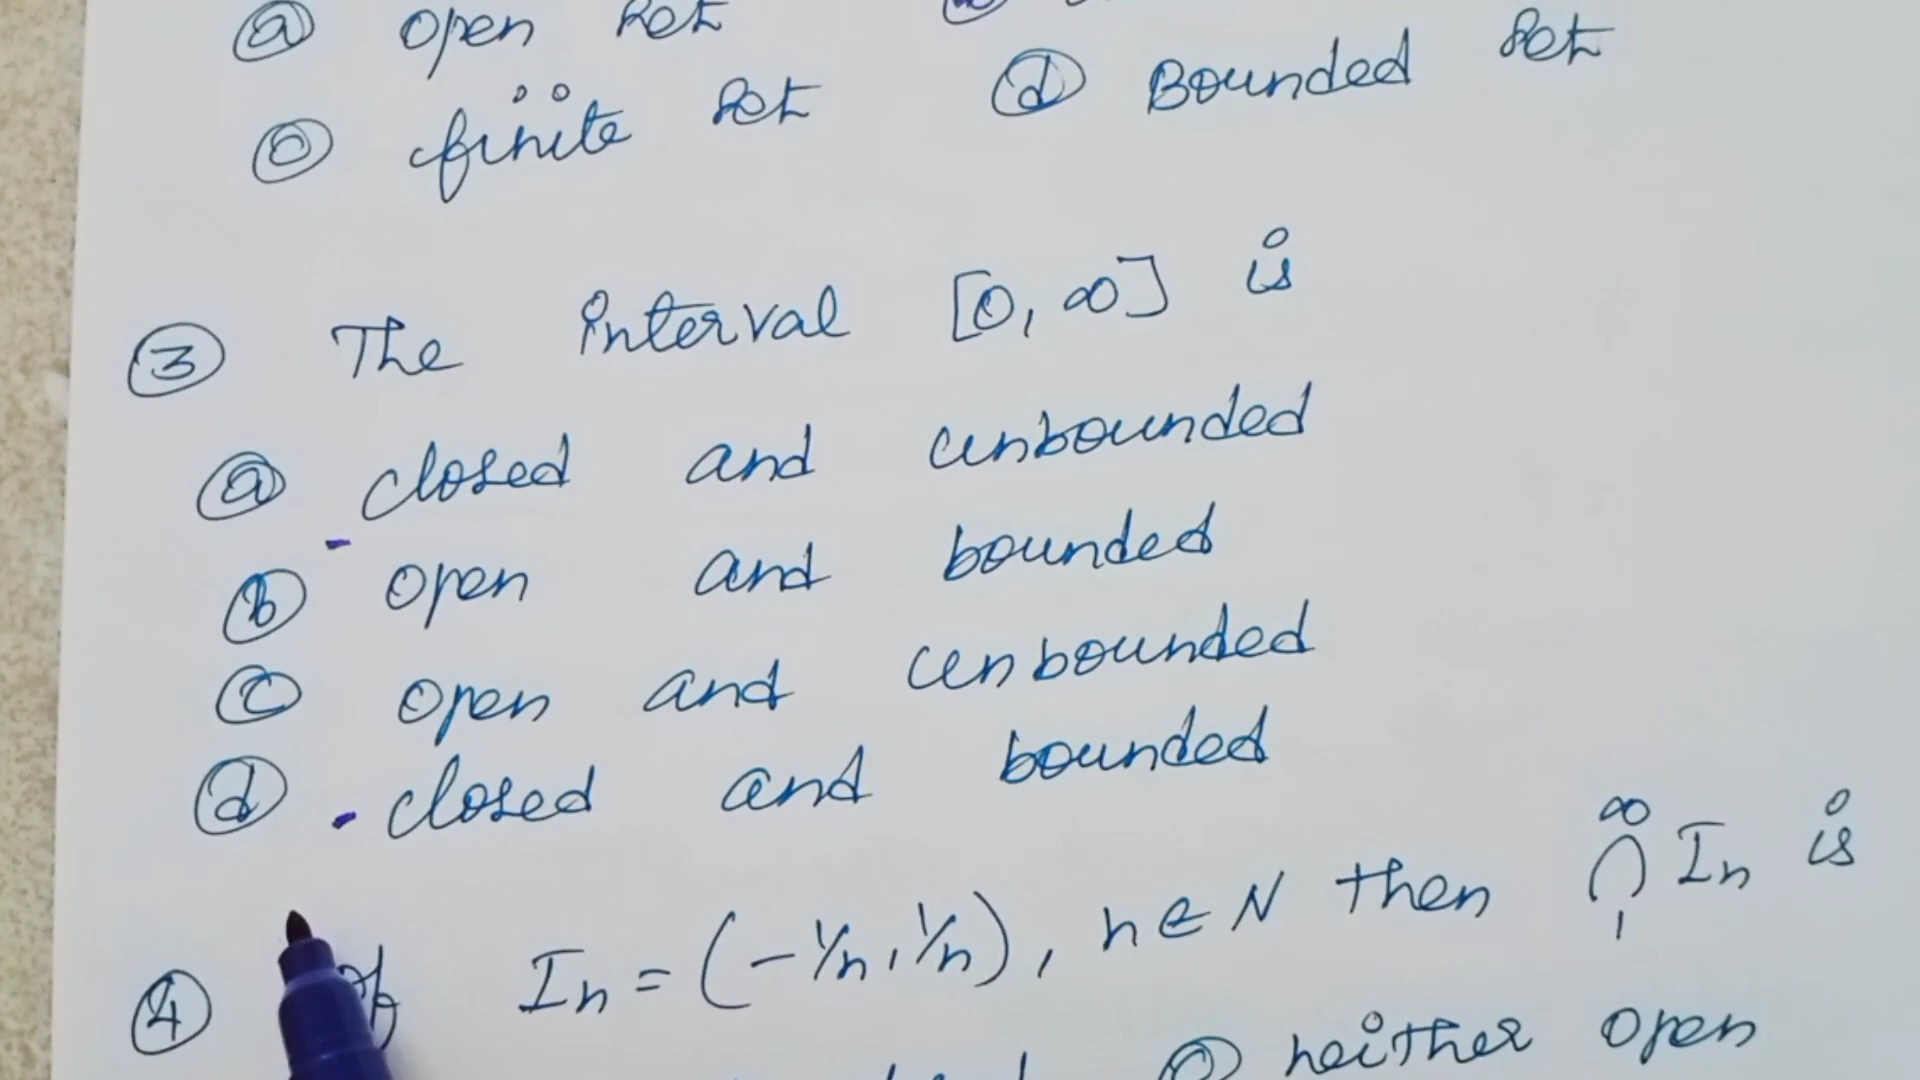 ⓐ open set
ⓒ finite set ⓓ Bounded set
③ The interval [0, ∞] is
ⓐ closed and unbounded
ⓑ open and bounded
ⓒ open and unbounded
ⓓ closed and bounded
④ If Iₙ = (-1/n, 1/n), n∈N then ∞∩1 Iₙ is
neither open